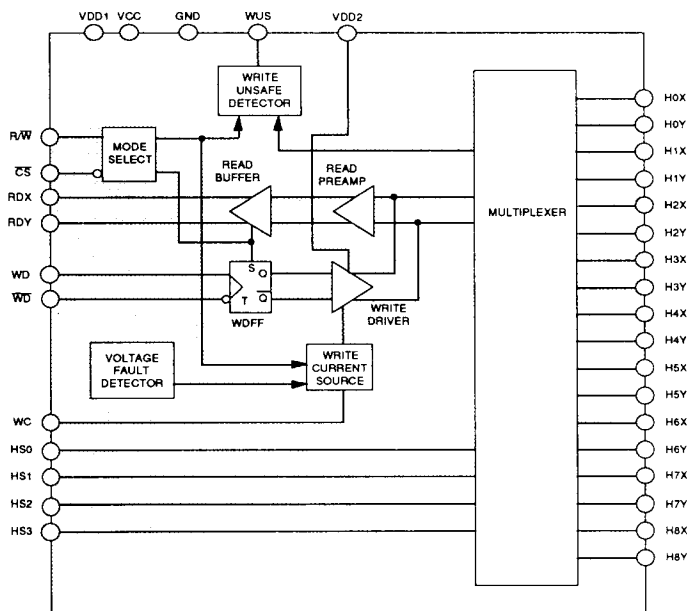 VDD1 VCC GND WUS VDD2
WRITE
UNSAFE
DETECTOR
R/W̅
MODE
SELECT
C̅S̅
READ
BUFFER
READ
PREAMP
RDX
RDY
MULTIPLEXER
WD
W̅D̅
S
Q
T
Q̅
WDFF
WRITE
DRIVER
VOLTAGE
FAULT
DETECTOR
WRITE
CURRENT
SOURCE
WC
HS0
HS1
HS2
HS3
H0X
H0Y
H1X
H1Y
H2X
H2Y
H3X
H3Y
H4X
H4Y
H5X
H5Y
H6X
H6Y
H7X
H7Y
H8X
H8Y